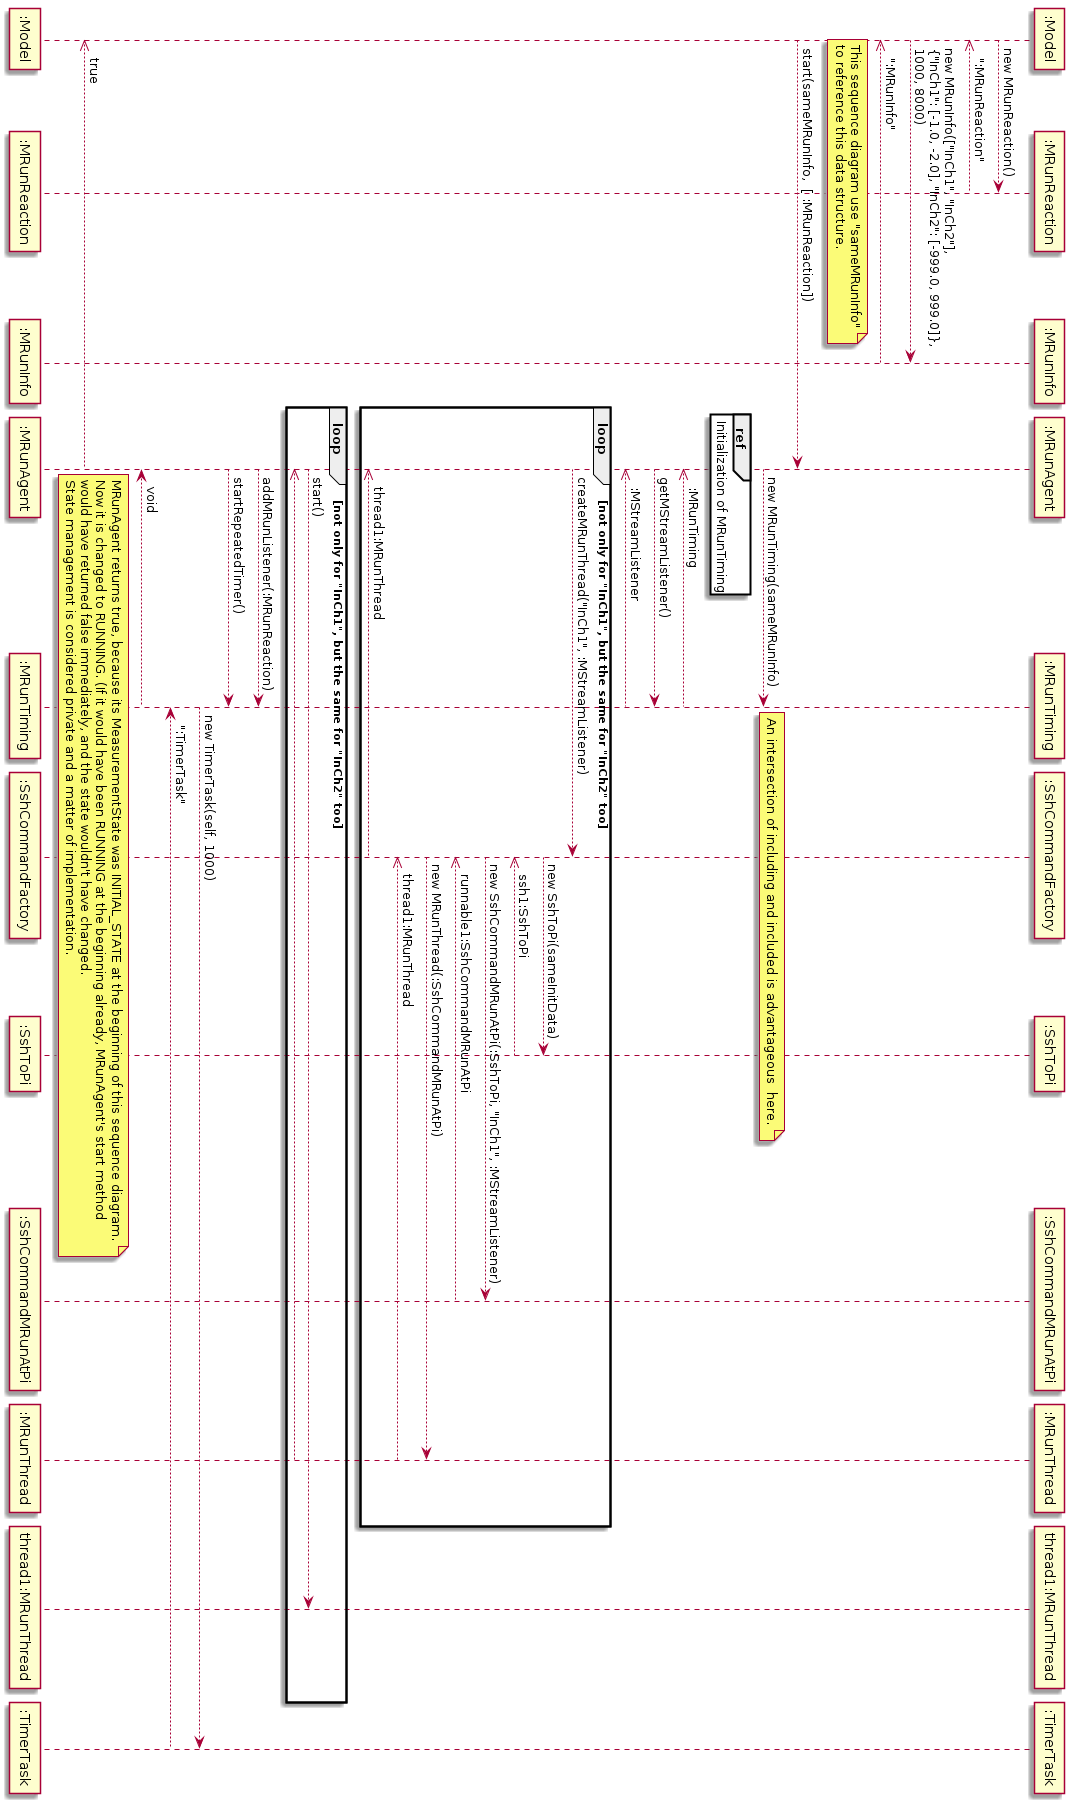 :Model
:MRunReaction
:MRunInfo
:MRunAgent
:MRunTiming
:SshCommandFactory
:SshToPi
:SshCommandMRunAtPi
:MRunThread
thread1:MRunThread
:TimerTask
new MRunReaction()
":MRunReaction"
new MRunInfo(["InCh1", "InCh2"],
{"InCh1": [-1.0, -2.0], "InCh2": [-999.0, 999.0]},
1000, 8000)
":MRunInfo"
This sequence diagram use "sameMRunInfo"
to reference this data structure.
start(sameMRunInfo, [ :MRunReaction])
new MRunTiming(sameMRunInfo)
An intersection of including and included is advantageous here.
ref
Initialization of MRunTiming
:MRunTiming
getMStreamListener()
:MStreamListener
loop
[not only for "InCh1", but the same for "InCh2" too]
createMRunThread("InCh1", :MStreamListener)
new SshToPi(sameInitData)
ssh1:SshToPi
new SshCommandMRunAtPi(:SshToPi, "InCh1", :MStreamListener)
runnable1:SshCommandMRunAtPi
new MRunThread(:SshCommandMRunAtPi)
thread1:MRunThread
thread1:MRunThread
loop
[not only for "InCh1", but the same for "InCh2" too]
start()
addMRunListener(:MRunReaction)
startRepeatedTimer()
new TimerTask(self, 1000)
":TimerTask"
void
MRunAgent returns true, because its MeasurementState was INITIAL_STATE at the beginning of this sequence diagram.
Now it is changed to RUNNING. (If it would have been RUNNING at the beginning already, MRunAgent's start method
would have returned false immediately, and the state wouldn't have changed.
State management is considered private and a matter of implementation.
true
:Model
:MRunReaction
:MRunInfo
:MRunAgent
:MRunTiming
:SshCommandFactory
:SshToPi
:SshCommandMRunAtPi
:MRunThread
thread1:MRunThread
:TimerTask